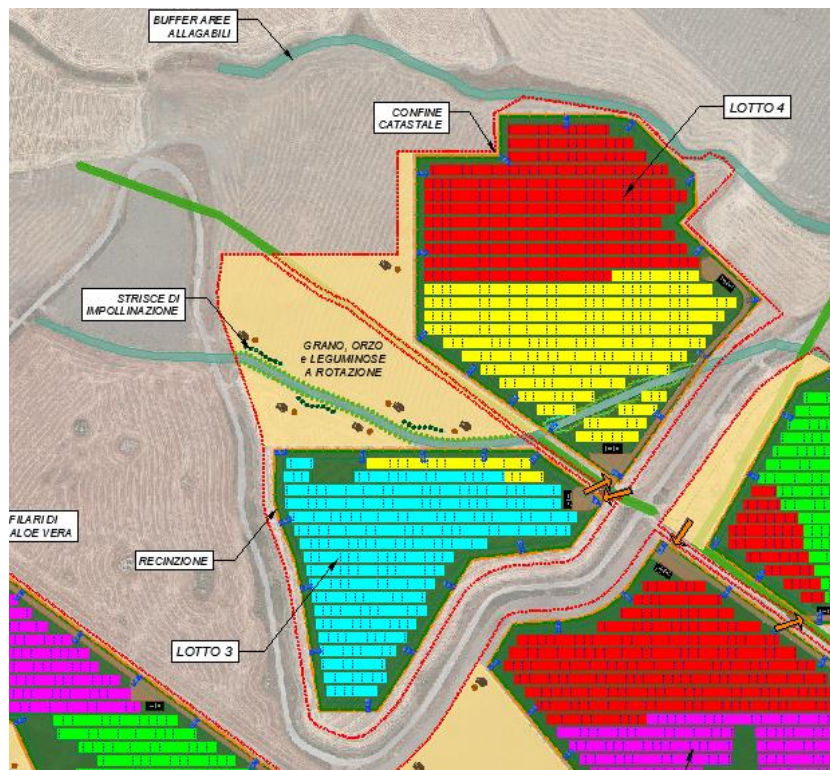 BUFFER AREE
ALLAGABILI
CONFINE
CATASTALE
LOTTO 4
STRISCE DI
IMPOLLINAZIONE
GRANO, ORZO
e LEGUMINOSE
A ROTAZIONE
FILARI DI
ALOE VERA
RECINZIONE
LOTTO 3